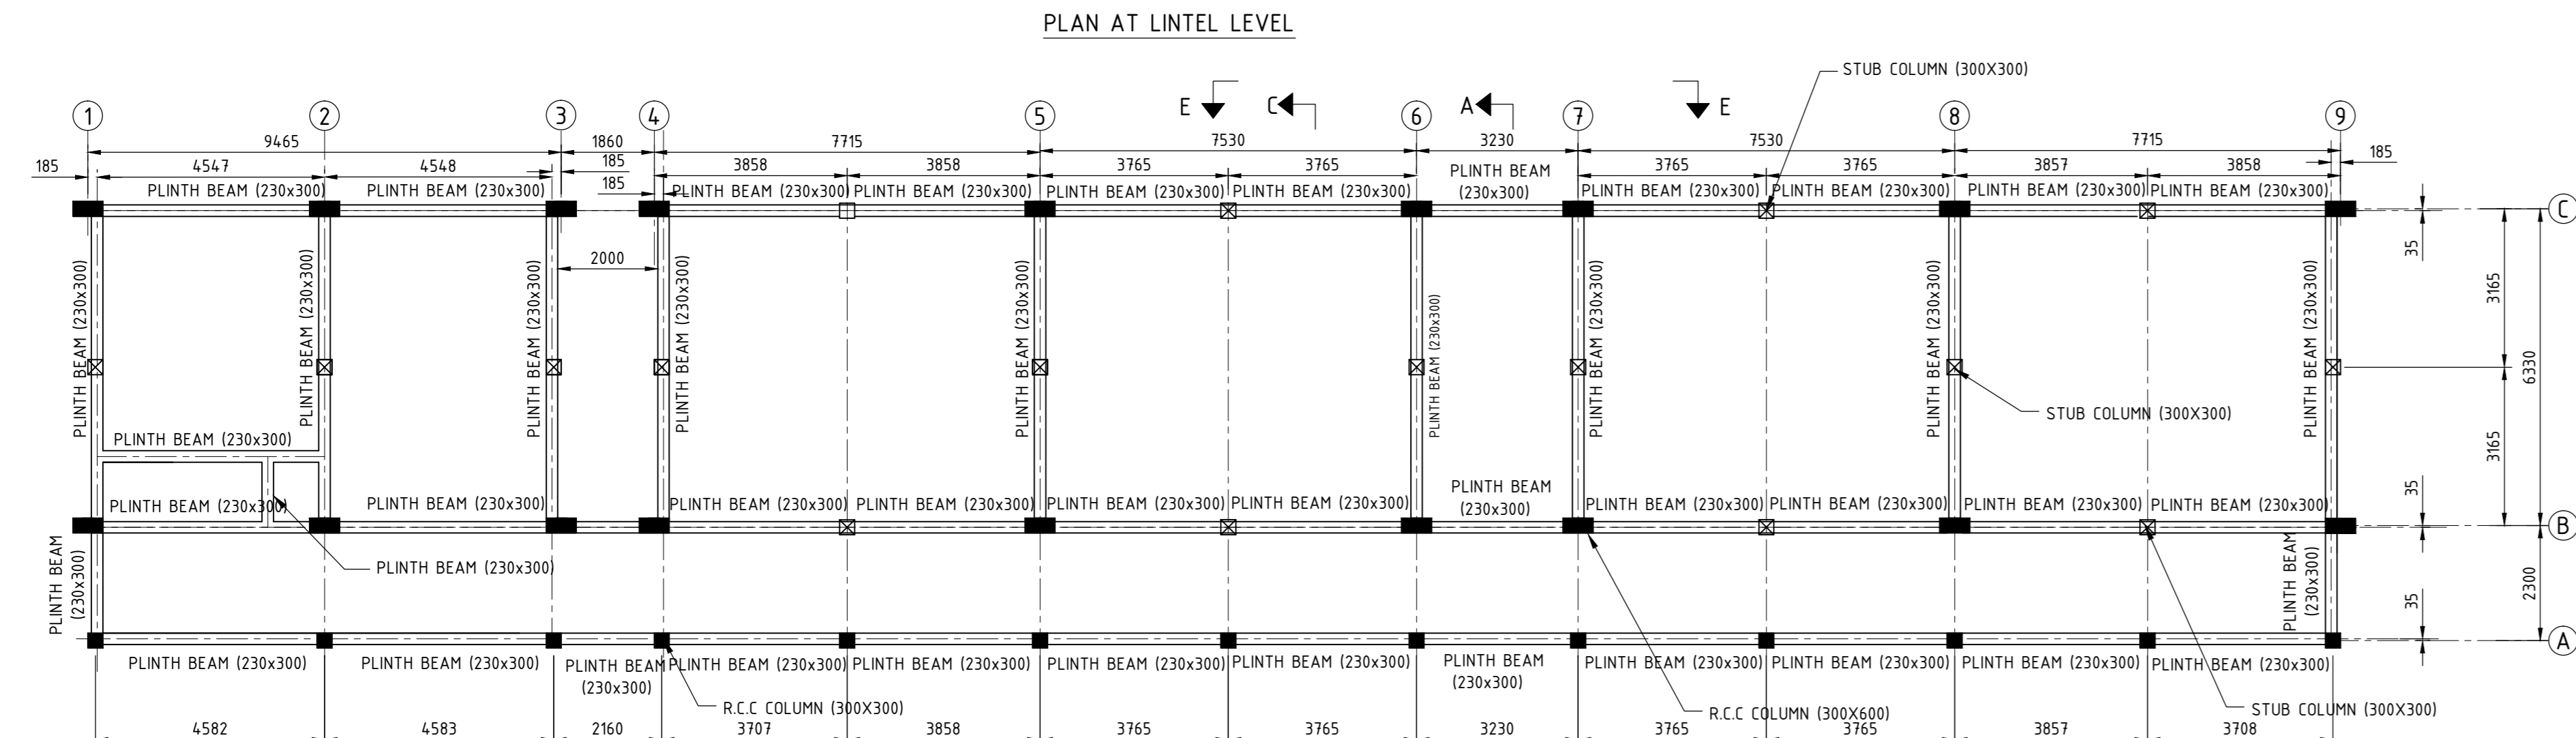 PLAN AT LINTEL LEVEL
STUB COLUMN (300X300)
E C A E
1 2 3 4 5 6 7 8 9
9465 1860 7715 7530 3230 7530 7715
185 4547 4548 185 3858 3858 3765 3765 3765 3765 3857 3858 185
185
PLINTH BEAM (230x300) PLINTH BEAM (230x300) PLINTH BEAM (230x300) PLINTH BEAM (230x300) PLINTH BEAM (230x300) PLINTH BEAM (230x300)
PLINTH BEAM
(230x300)
PLINTH BEAM (230x300) PLINTH BEAM (230x300) PLINTH BEAM (230x300) PLINTH BEAM (230x300)
C
35
2000
PLINTH BEAM (230x300)
PLINTH BEAM (230x300)
PLINTH BEAM (230x300)
PLINTH BEAM (230x300)
PLINTH BEAM (230x300)
PLINTH BEAM (230x300)
PLINTH BEAM (230x300)
PLINTH BEAM (230x300)
PLINTH BEAM (230x300)
3165
6330
3165
STUB COLUMN (300X300)
PLINTH BEAM (230x300)
PLINTH BEAM (230x300) PLINTH BEAM (230x300) PLINTH BEAM (230x300) PLINTH BEAM (230x300) PLINTH BEAM (230x300) PLINTH BEAM (230x300)
PLINTH BEAM
(230x300)
PLINTH BEAM (230x300) PLINTH BEAM (230x300) PLINTH BEAM (230x300) PLINTH BEAM (230x300)
35
B
PLINTH BEAM
(230x300)
PLINTH BEAM (230x300)
PLINTH BEAM
(230x300)
35
2300
A
PLINTH BEAM (230x300) PLINTH BEAM (230x300)
PLINTH BEAM
(230x300)
PLINTH BEAM (230x300) PLINTH BEAM (230x300) PLINTH BEAM (230x300) PLINTH BEAM (230x300)
PLINTH BEAM
(230x300)
PLINTH BEAM (230x300) PLINTH BEAM (230x300) PLINTH BEAM (230x300) PLINTH BEAM (230x300)
R.C.C COLUMN (300X300)
R.C.C COLUMN (300X600)
STUB COLUMN (300X300)
4582 4583 2160 3707 3858 3765 3765 3230 3765 3765 3857 3708